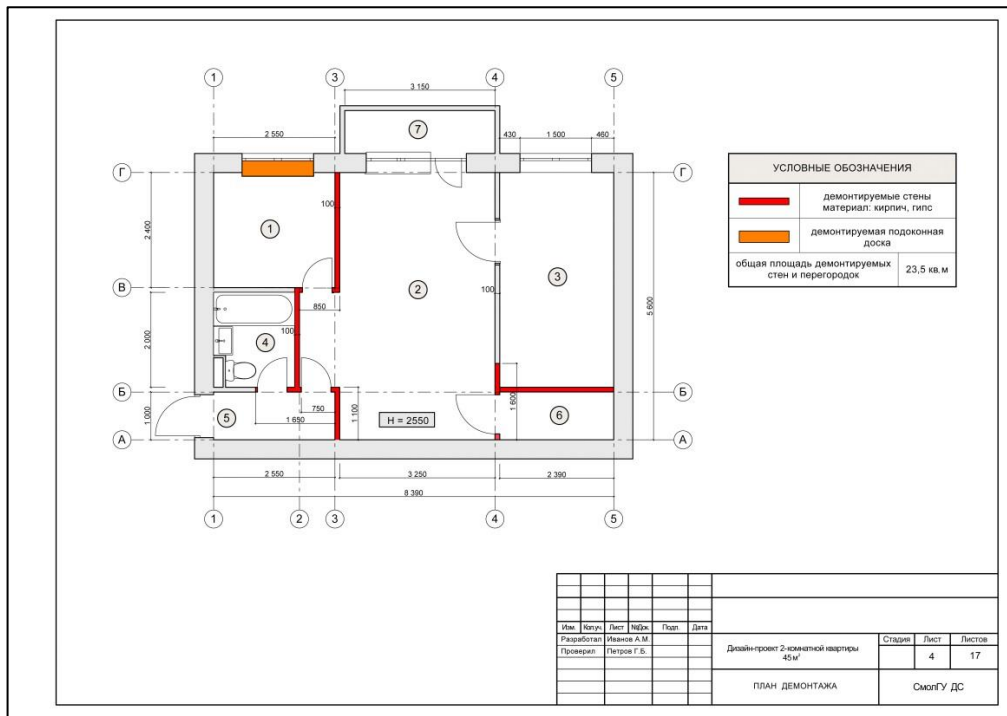 1
3
4
5
3 150
2 550
430
1 500
460
7
Г
Г
УСЛОВНЫЕ ОБОЗНАЧЕНИЯ
демонтируемые стены
материал: кирпич, гипс
демонтируемая подоконная
доска
общая площадь демонтируемых
стен и перегородок
23,5 кв.м
100
1
2 400
2
3
В
100
850
5 600
2 000
100
4
Б
Б
1 000
5
750
1 650
1 100
H = 2550
1 600
6
А
А
2 550
3 250
2 390
8 390
1
2
3
4
5
Изм.
Кол.уч.
Лист
№Док.
Подп.
Дата
Разработал
Иванов А.М.
Проверил
Петров Г.Б.
Дизайн-проект 2-комнатной квартиры
45м²
Стадия
Лист
Листов
4
17
ПЛАН ДЕМОНТАЖА
СмолГУ ДС